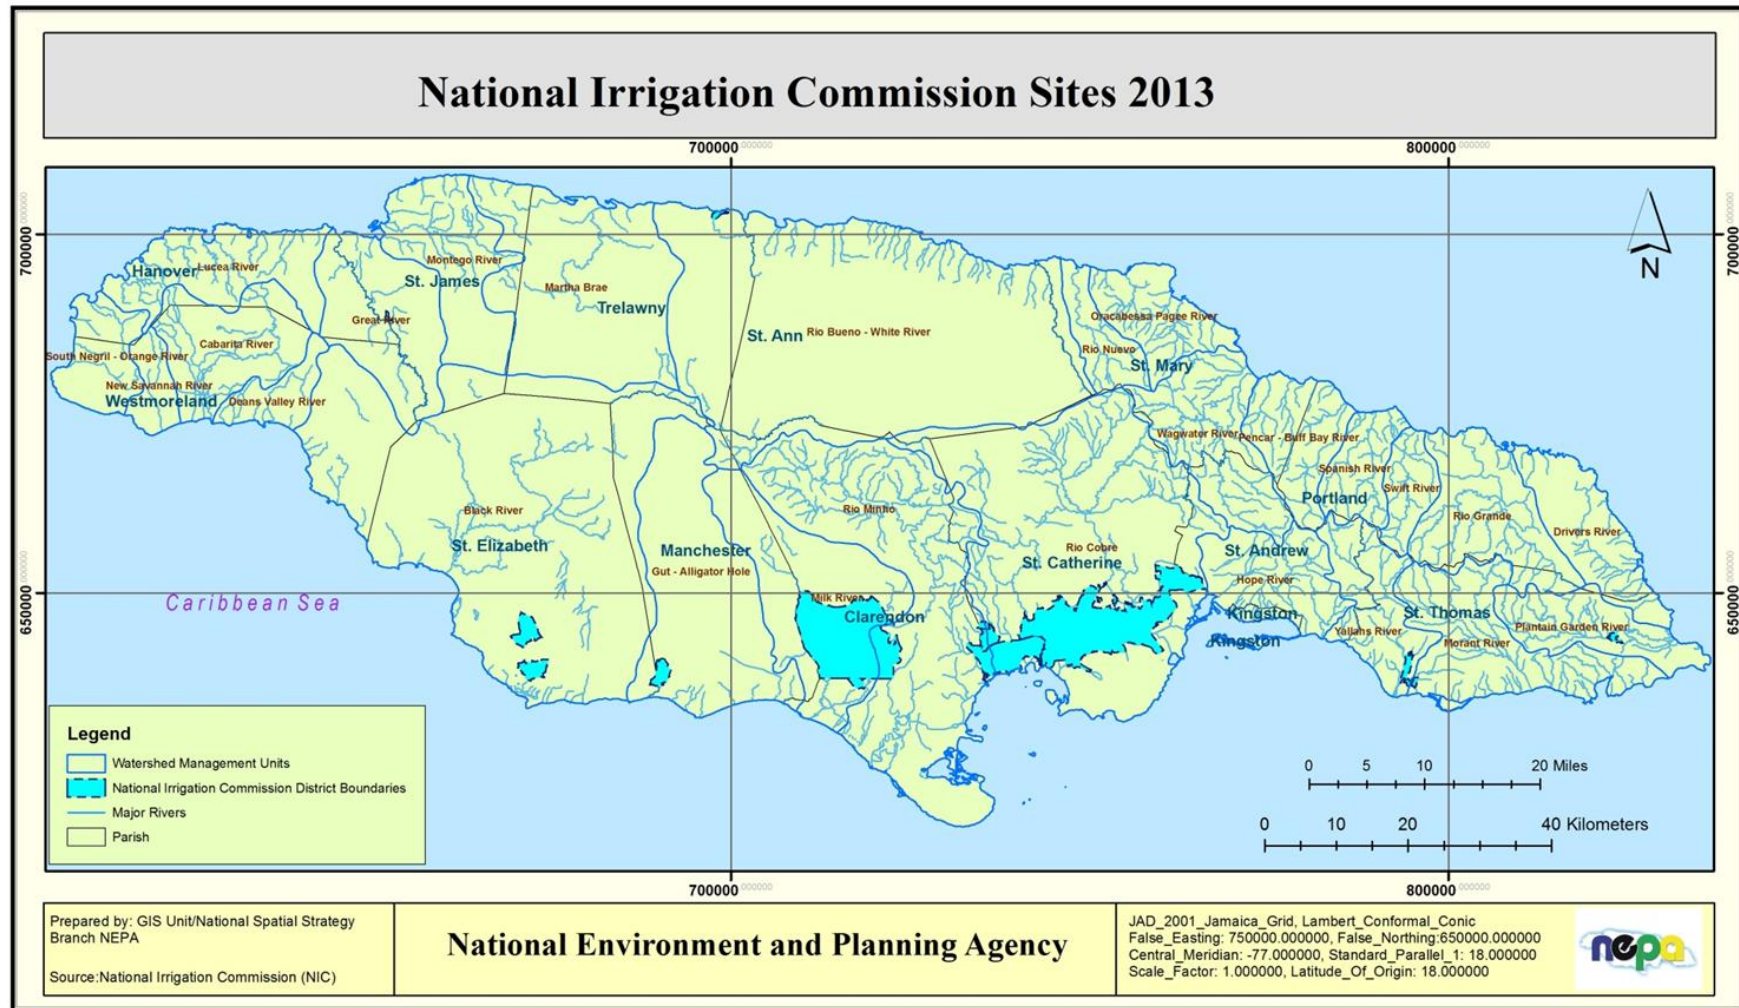 National Irrigation Commission Sites 2013
700000.000000
800000.000000
700000.000000
700000.000000
N
Hanover
Lucea River
Montego River
St. James
Martha Brae
Trelawny
Great River
St. Ann
Rio Bueno - White River
Oracabessa Pagee River
Rio Nuevo
St. Mary
Cabarita River
South Negril - Orange River
New Savannah River
Westmoreland
Deans Valley River
Wagwater River
Pencar - Buff Bay River
Spanish River
Swift River
Portland
Rio Grande
Drivers River
Black River
St. Elizabeth
Rio Minho
Manchester
Gut - Alligator Hole
Rio Cobre
St. Catherine
St. Andrew
Hope River
Milk River
Clarendon
Kingston
Kingston
St. Thomas
Yallahs River
Morant River
Plantain Garden River
650000.000000
650000.000000
Caribbean Sea
Legend
Watershed Management Units
National Irrigation Commission District Boundaries
Major Rivers
Parish
0 5 10 20 Miles
0 10 20 40 Kilometers
700000.000000
800000.000000
Prepared by: GIS Unit/National Spatial Strategy
Branch NEPA
Source:National Irrigation Commission (NIC)
National Environment and Planning Agency
JAD_2001_Jamaica_Grid, Lambert_Conformal_Conic
False_Easting: 750000.000000, False_Northing:650000.000000
Central_Meridian: -77.000000, Standard_Parallel_1: 18.000000
Scale_Factor: 1.000000, Latitude_Of_Origin: 18.000000
nepa